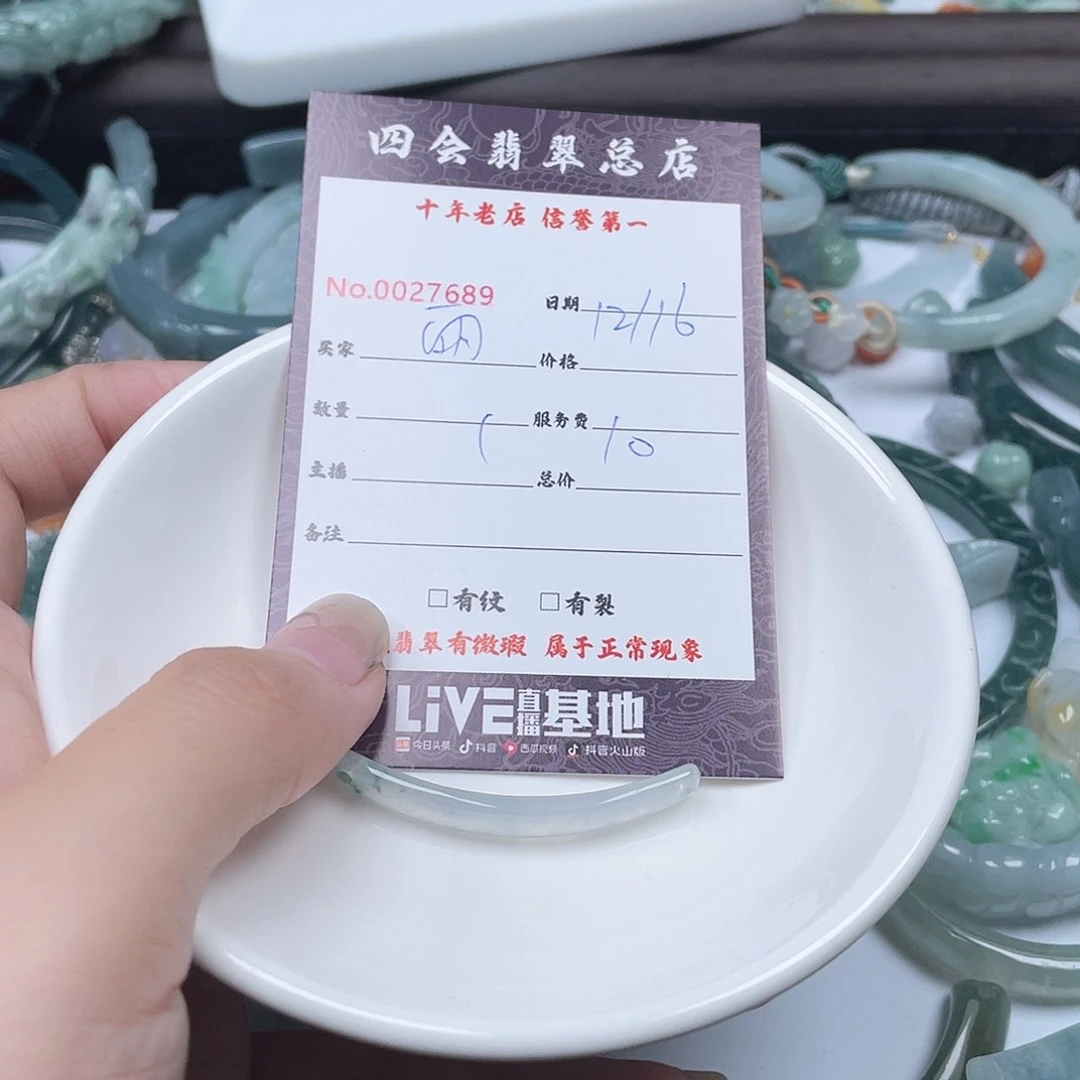 四会翡翠总店
十年老店 信誉第一
No.0027689 日期 12/16
买家 价格
数量 1 服务费 10
主播 总价
备注
□有纹 □有裂
翡翠有微瑕 属于正常现象
LiVE直播基地
今日头条 抖音 西瓜视频 抖音火山版